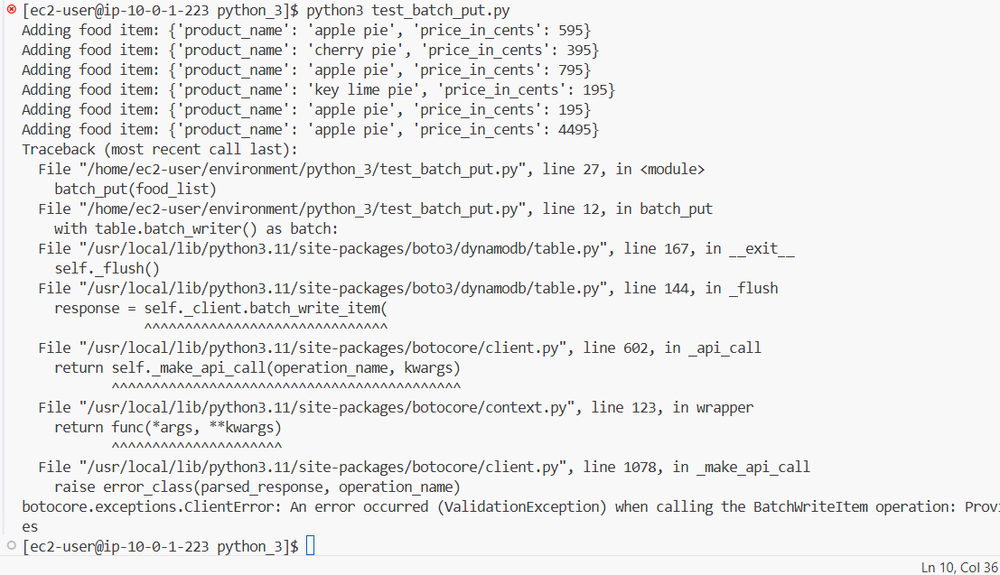 [ec2-user@ip-10-0-1-223 python_3]$ python3 test_batch_put.py
Adding food item: {'product_name': 'apple pie', 'price_in_cents': 595}
Adding food item: {'product_name': 'cherry pie', 'price_in_cents': 395}
Adding food item: {'product_name': 'apple pie', 'price_in_cents': 795}
Adding food item: {'product_name': 'key lime pie', 'price_in_cents': 195}
Adding food item: {'product_name': 'apple pie', 'price_in_cents': 195}
Adding food item: {'product_name': 'apple pie', 'price_in_cents': 4495}
Traceback (most recent call last):
  File "/home/ec2-user/environment/python_3/test_batch_put.py", line 27, in <module>
    batch_put(food_list)
  File "/home/ec2-user/environment/python_3/test_batch_put.py", line 12, in batch_put
    with table.batch_writer() as batch:
  File "/usr/local/lib/python3.11/site-packages/boto3/dynamodb/table.py", line 167, in __exit__
    self._flush()
  File "/usr/local/lib/python3.11/site-packages/boto3/dynamodb/table.py", line 144, in _flush
    response = self._client.batch_write_item(
               ^^^^^^^^^^^^^^^^^^^^^^^^^^^^^^
  File "/usr/local/lib/python3.11/site-packages/botocore/client.py", line 602, in _api_call
    return self._make_api_call(operation_name, kwargs)
           ^^^^^^^^^^^^^^^^^^^^^^^^^^^^^^^^^^^^^^^^^^^
  File "/usr/local/lib/python3.11/site-packages/botocore/context.py", line 123, in wrapper
    return func(*args, **kwargs)
           ^^^^^^^^^^^^^^^^^^^^^
  File "/usr/local/lib/python3.11/site-packages/botocore/client.py", line 1078, in _make_api_call
    raise error_class(parsed_response, operation_name)
botocore.exceptions.ClientError: An error occurred (ValidationException) when calling the BatchWriteItem operation: Prov
es
[ec2-user@ip-10-0-1-223 python_3]$
Ln 10, Col 36